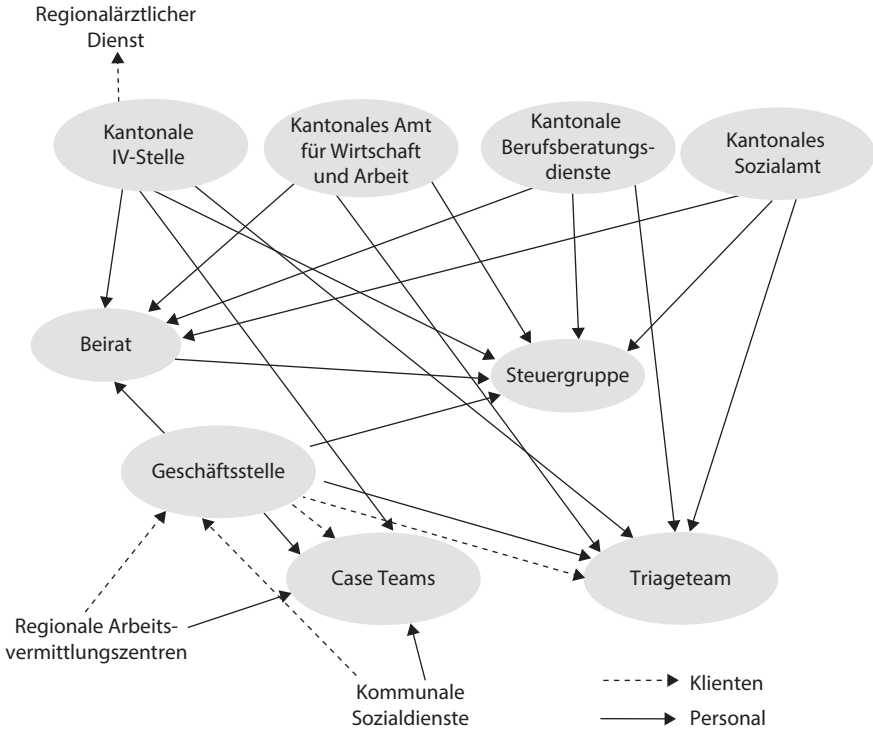 Regionalärztlicher
Dienst
Kantonale
IV-Stelle
Kantonales Amt
für Wirtschaft
und Arbeit
Kantonale
Berufsberatungs-
dienste
Kantonales
Sozialamt
Beirat
Steuergruppe
Geschäftsstelle
Case Teams
Triageteam
Regionale Arbeits-
vermittlungszentren
Kommunale
Sozialdienste
Klienten
Personal